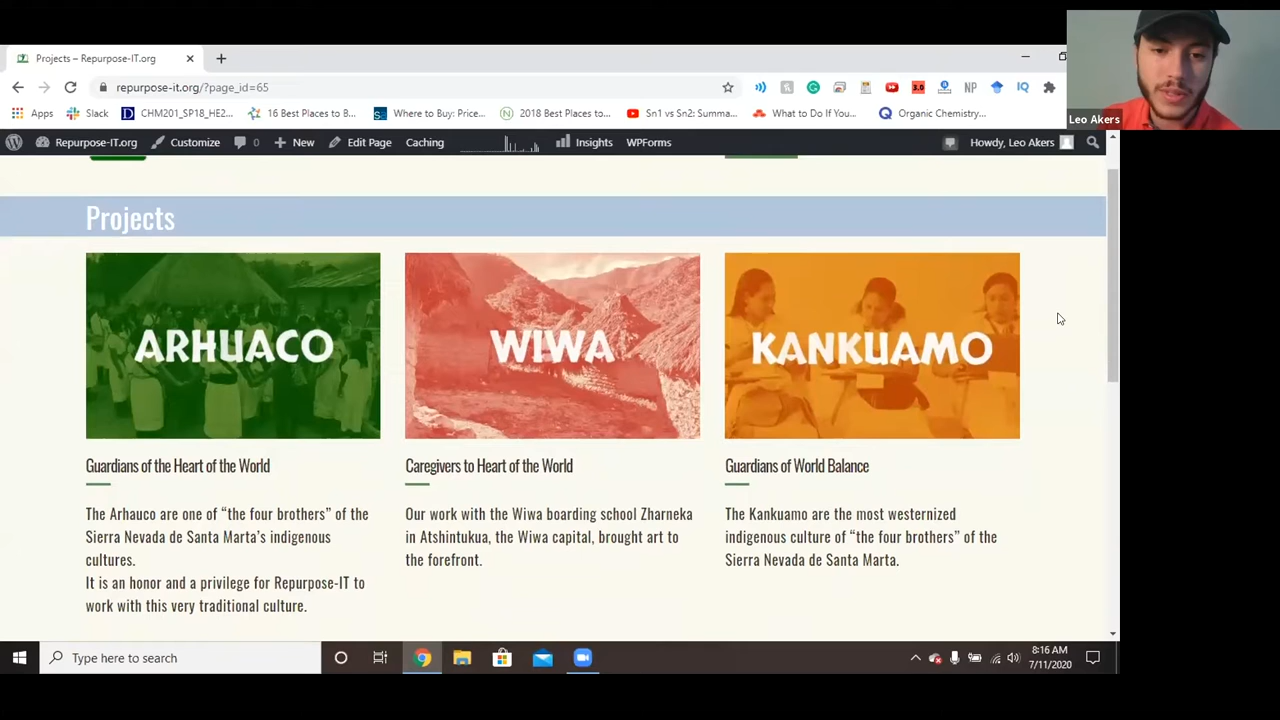 Projects – Repurpose-IT.org
repurpose-it.org/?page_id=65
3.0
NP
IQ
Apps
Slack
CHM201_SP18_HE2...
16 Best Places to B...
Where to Buy: Price...
2018 Best Places to...
Sn1 vs Sn2: Summa...
What to Do If You...
Organic Chemistry...
Leo Akers
Repurpose-IT.org
Customize
0
New
Edit Page
Caching
Insights
WPForms
Howdy, Leo Akers
Projects
ARHUACO
WIWA
KANKUAMO
Guardians of the Heart of the World
The Arhauco are one of “the four brothers” of the
Sierra Nevada de Santa Marta’s indigenous
cultures.
It is an honor and a privilege for Repurpose-IT to
work with this very traditional culture.
Caregivers to Heart of the World
Our work with the Wiwa boarding school Zharneka
in Atshintukua, the Wiwa capital, brought art to
the forefront.
Guardians of World Balance
The Kankuamo are the most westernized
indigenous culture of “the four brothers” of the
Sierra Nevada de Santa Marta.
Type here to search
8:16 AM
7/11/2020